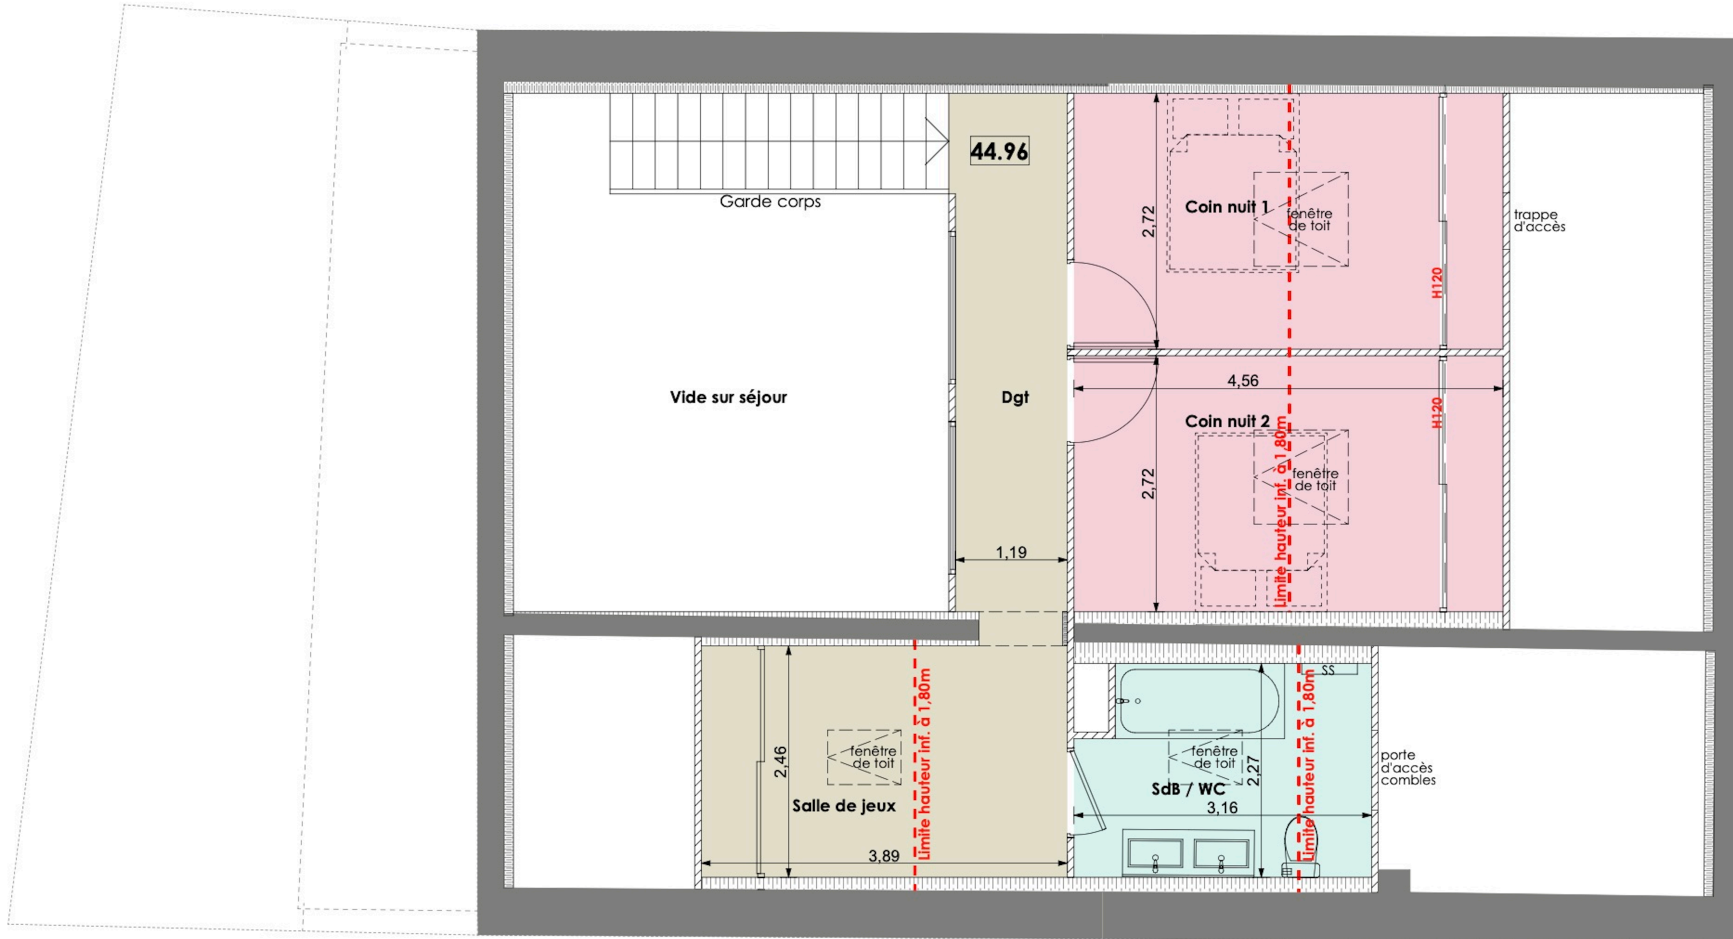 44.96
Garde corps
Coin nuit 1
fenêtre
de toit
2,72
trappe
d'accès
H120
Vide sur séjour
Dgt
4,56
Coin nuit 2
H120
fenêtre
de toit
2,72
Limite hauteur inf. à 1,80m
1,19
SS
Limite hauteur inf. à 1,80m
Limite hauteur inf. à 1,80m
2,46
fenêtre
de toit
fenêtre
de toit
2,27
porte
d'accès
combles
Salle de jeux
SdB / WC
3,16
3,89